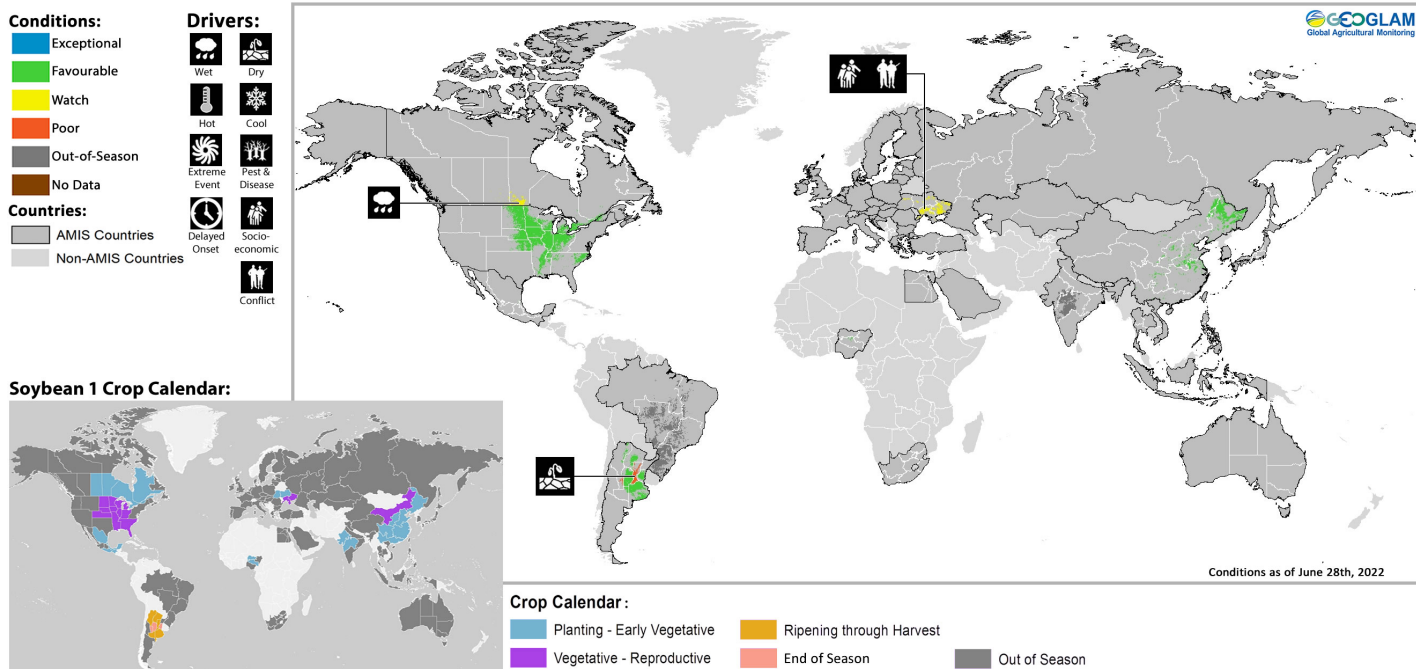 Conditions:
Exceptional
Favourable
Watch
Poor
Out-of-Season
No Data
Countries:
AMIS Countries
Non-AMIS Countries
Drivers:
Wet
Dry
Hot
Cool
Extreme
Event
Pest &
Disease
Delayed
Onset
Socio-
economic
Conflict
GEOGLAM
Global Agricultural Monitoring
Soybean 1 Crop Calendar:
Conditions as of June 28th, 2022
Crop Calendar :
Planting - Early Vegetative
Ripening through Harvest
Vegetative - Reproductive
End of Season
Out of Season